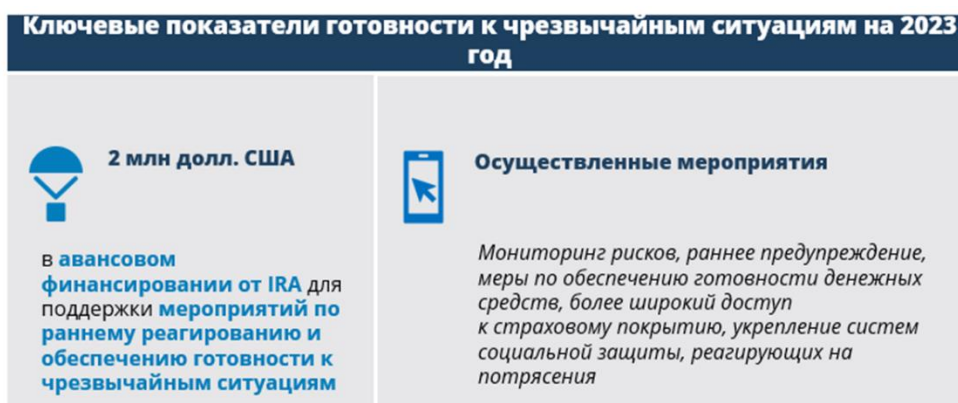 Ключевые показатели готовности к чрезвычайным ситуациям на 2023
год
2 млн долл. США
в авансовом
финансировании от IRA для
поддержки мероприятий по
раннему реагированию и
обеспечению готовности к
чрезвычайным ситуациям
Осуществленные мероприятия
Мониторинг рисков, раннее предупреждение,
меры по обеспечению готовности денежных
средств, более широкий доступ
к страховому покрытию, укрепление систем
социальной защиты, реагирующих на
потрясения